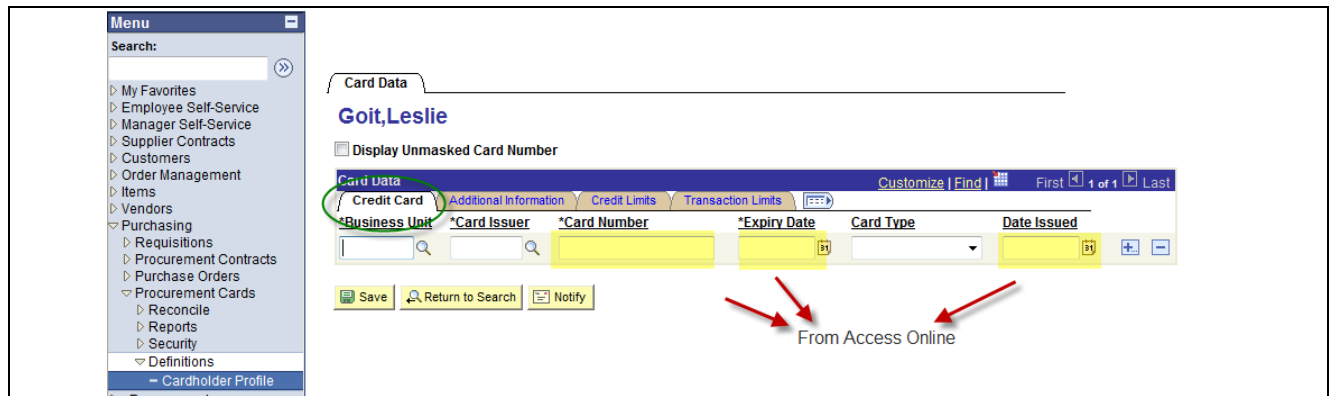 Menu
Search:
My Favorites
Employee Self-Service
Manager Self-Service
Supplier Contracts
Customers
Order Management
Items
Vendors
Purchasing
Requisitions
Procurement Contracts
Purchase Orders
Procurement Cards
Reconcile
Reports
Security
Definitions
Cardholder Profile
Card Data
Goit,Leslie
Display Unmasked Card Number
Card Data Customize | Find | First 1 of 1 Last
Credit Card Additional Information Credit Limits Transaction Limits
*Business Unit *Card Issuer *Card Number *Expiry Date Card Type Date Issued
31 31
Save Return to Search Notify
From Access Online